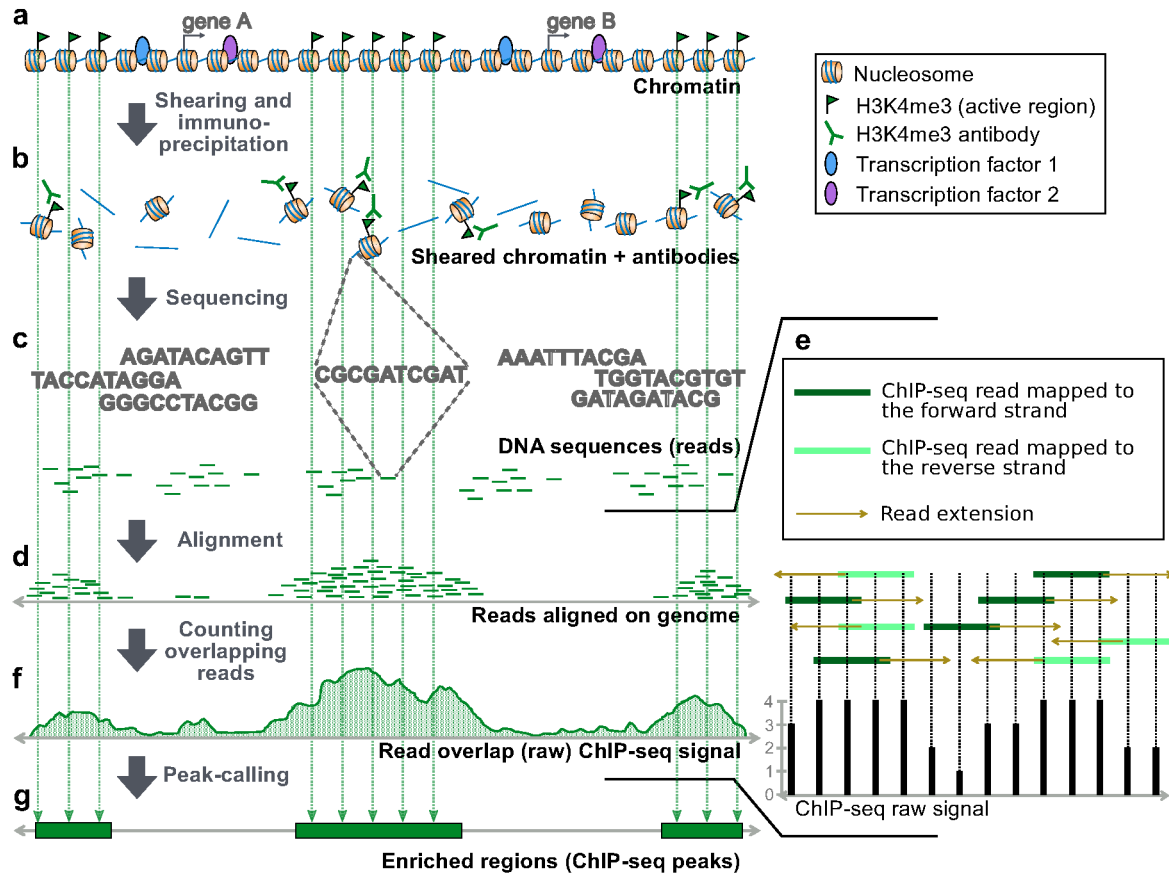 a
gene A
gene B
Chromatin
Nucleosome
H3K4me3 (active region)
H3K4me3 antibody
Transcription factor 1
Transcription factor 2
Shearing and
immuno-
precipitation
b
Sheared chromatin + antibodies
Sequencing
c
AGATACAGTT
TACCATAGGA
GGGCCTACGG
CGCGATCGAT
AAATTTACGA
TGGTACGTGT
GATAGATACG
DNA sequences (reads)
Alignment
d
Reads aligned on genome
Counting
overlapping
reads
f
Read overlap (raw) ChIP-seq signal
Peak-calling
g
Enriched regions (ChIP-seq peaks)
e
ChIP-seq read mapped to
the forward strand
ChIP-seq read mapped to
the reverse strand
Read extension
4
3
2
1
0
ChIP-seq raw signal